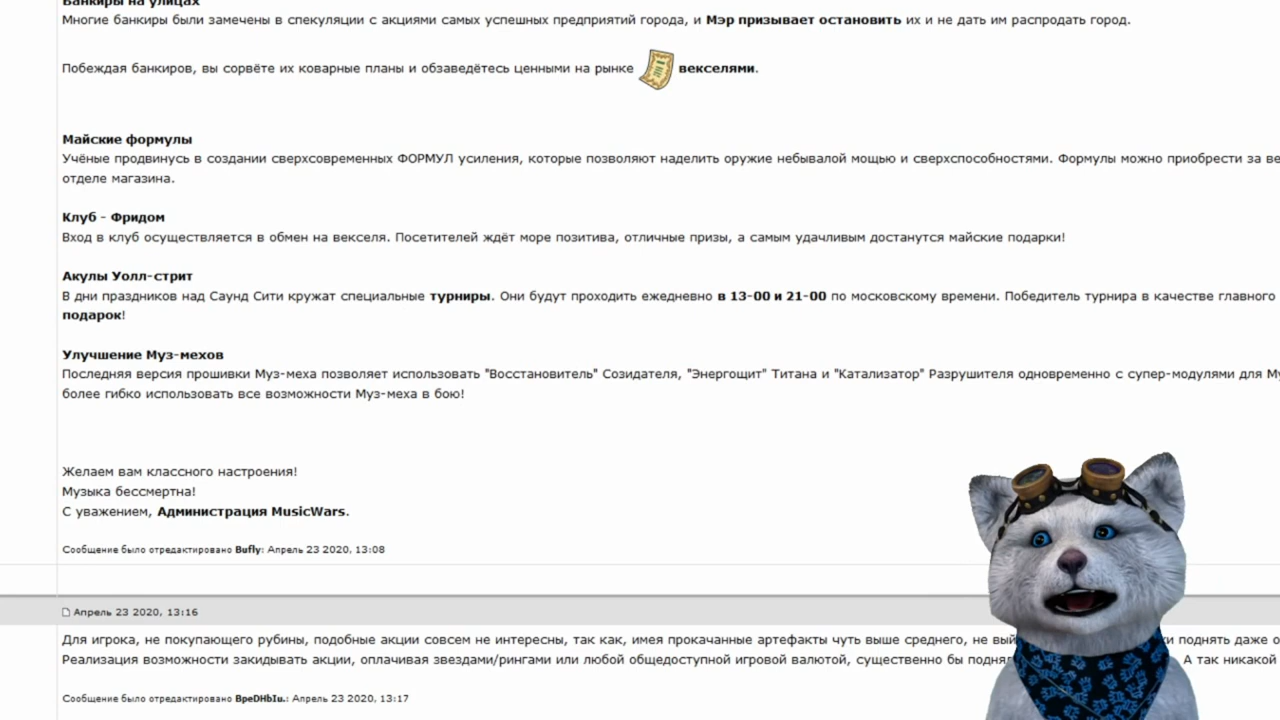 Банкиры на улицах
Многие банкиры были замечены в спекуляции с акциями самых успешных предприятий города, и Мэр призывает остановить их и не дать им распродать город.
Побеждая банкиров, вы сорвёте их коварные планы и обзаведётесь ценными на рынке векселями.
Майские формулы
Учёные продвинусь в создании сверхсовременных ФОРМУЛ усиления, которые позволяют наделить оружие небывалой мощью и сверхспособностями. Формулы можно приобрести за
отделе магазина.
Клуб - Фридом
Вход в клуб осуществляется в обмен на векселя. Посетителей ждёт море позитива, отличные призы, а самым удачливым достанутся майские подарки!
Акулы Уолл-стрит
В дни праздников над Саунд Сити кружат специальные турниры. Они будут проходить ежедневно в 13-00 и 21-00 по московскому времени. Победитель турнира в качестве главного
подарок!
Улучшение Муз-мехов
Последняя версия прошивки Муз-меха позволяет использовать "Восстановитель" Созидателя, "Энергощит" Титана и "Катализатор" Разрушителя одновременно с супер-модулями для
более гибко использовать все возможности Муз-меха в бою!
Желаем вам классного настроения!
Музыка бессмертна!
С уважением, Администрация MusicWars.
Сообщение было отредактировано Bufly: Апрель 23 2020, 13:08
Апрель 23 2020, 13:16
Для игрока, не покупающего рубины, подобные акции совсем не интересны, так как, имея прокачанные артефакты чуть выше среднего, не поднять даже
Реализация возможности закидывать акции, оплачивая звездами/рингами или любой общедоступной игровой валютой, существенно бы А так никакой
Сообщение было отредактировано BpeDHbIu.: Апрель 23 2020, 13:17